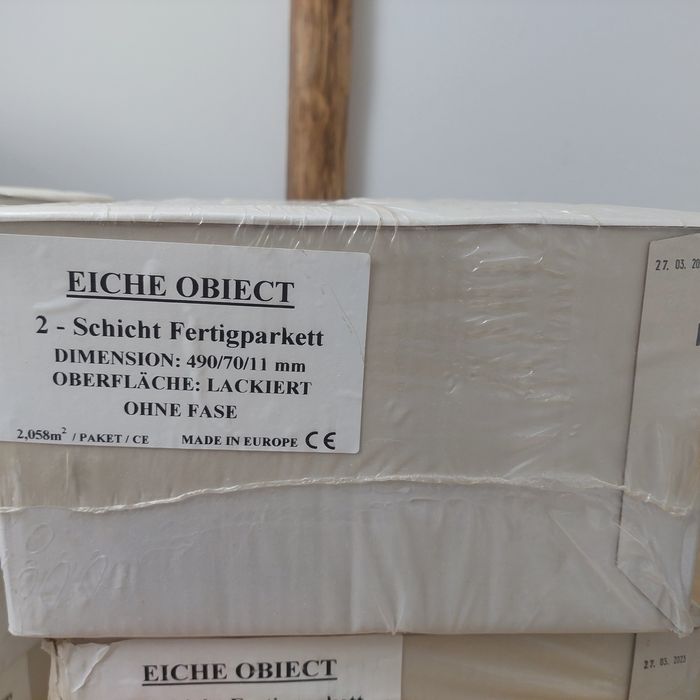 EICHE OBIECT
2 - Schicht Fertigparkett
DIMENSION: 490/70/11 mm
OBERFLÄCHE: LACKIERT
OHNE FASE
2,058m² / PAKET / CE MADE IN EUROPE CE
27. 03. 20
EICHE OBIECT
27. 03. 2023